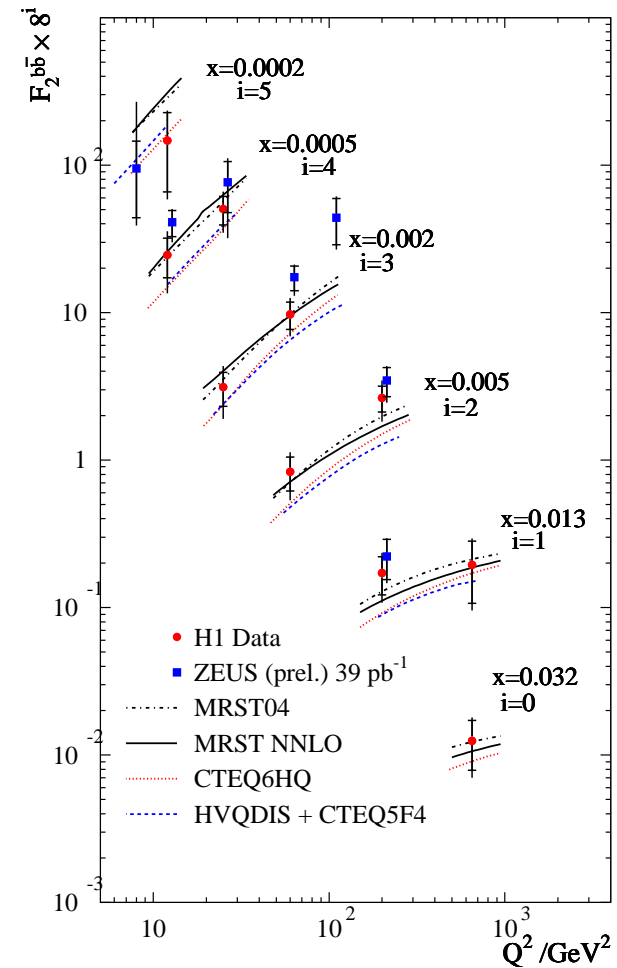 F₂^{bb̄} × 8ⁱ
x=0.0002
i=5
x=0.0005
i=4
x=0.002
i=3
x=0.005
i=2
x=0.013
i=1
x=0.032
i=0
10²
10
1
10⁻¹
10⁻²
10⁻³
H1 Data
ZEUS (prel.) 39 pb⁻¹
MRST04
MRST NNLO
CTEQ6HQ
HVQDIS + CTEQ5F4
10 10² 10³
Q² /GeV²